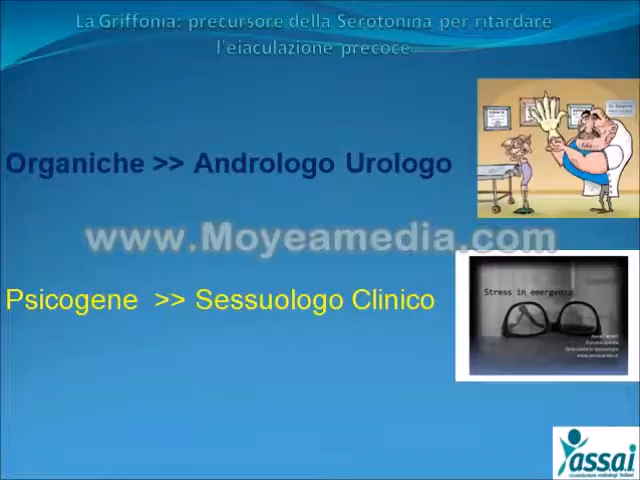 La Griffonia: precursore della Serotonina per ritardare
l'eiaculazione precoce
Organiche >> Andrologo Urologo
www.Moyeamedia.com
Stress in emergenza
Psicogene >> Sessuologo Clinico
assai